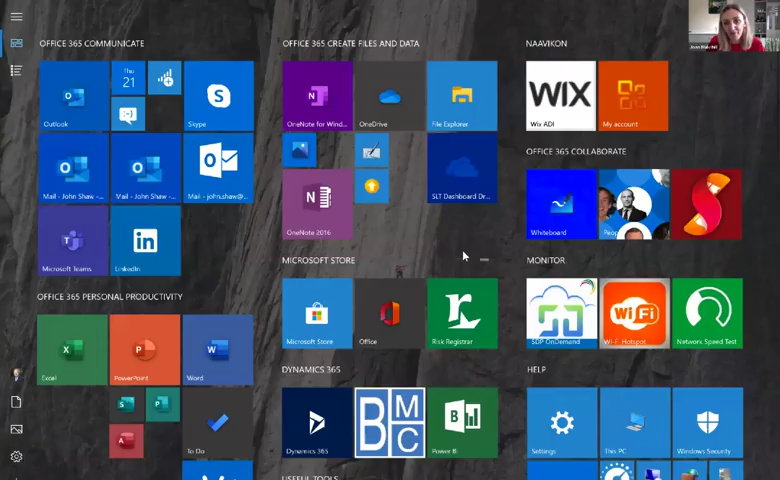 OFFICE 365 COMMUNICATE
Outlook
Thu
21
Skype
Mail - John Shaw -...
Mail - John Shaw -...
Mail - john.shaw@...
Microsoft Teams
LinkedIn
OFFICE 365 PERSONAL PRODUCTIVITY
Excel
PowerPoint
Word
To Do
OFFICE 365 CREATE FILES AND DATA
OneNote for Wind...
OneDrive
File Explorer
SLT Dashboard Dr...
OneNote 2016
MICROSOFT STORE
Microsoft Store
Office
Risk Registrar
DYNAMICS 365
Dynamics 365
BMC
Power BI
USEFUL TOOLS
NAAVIKON
WIX
Wix ADI
My account
OFFICE 365 COLLABORATE
Whiteboard
MONITOR
SDP OnDemand
WiFi
Wi-Fi Hotspot
Network Speed Test
HELP
Settings
This PC
Windows Security